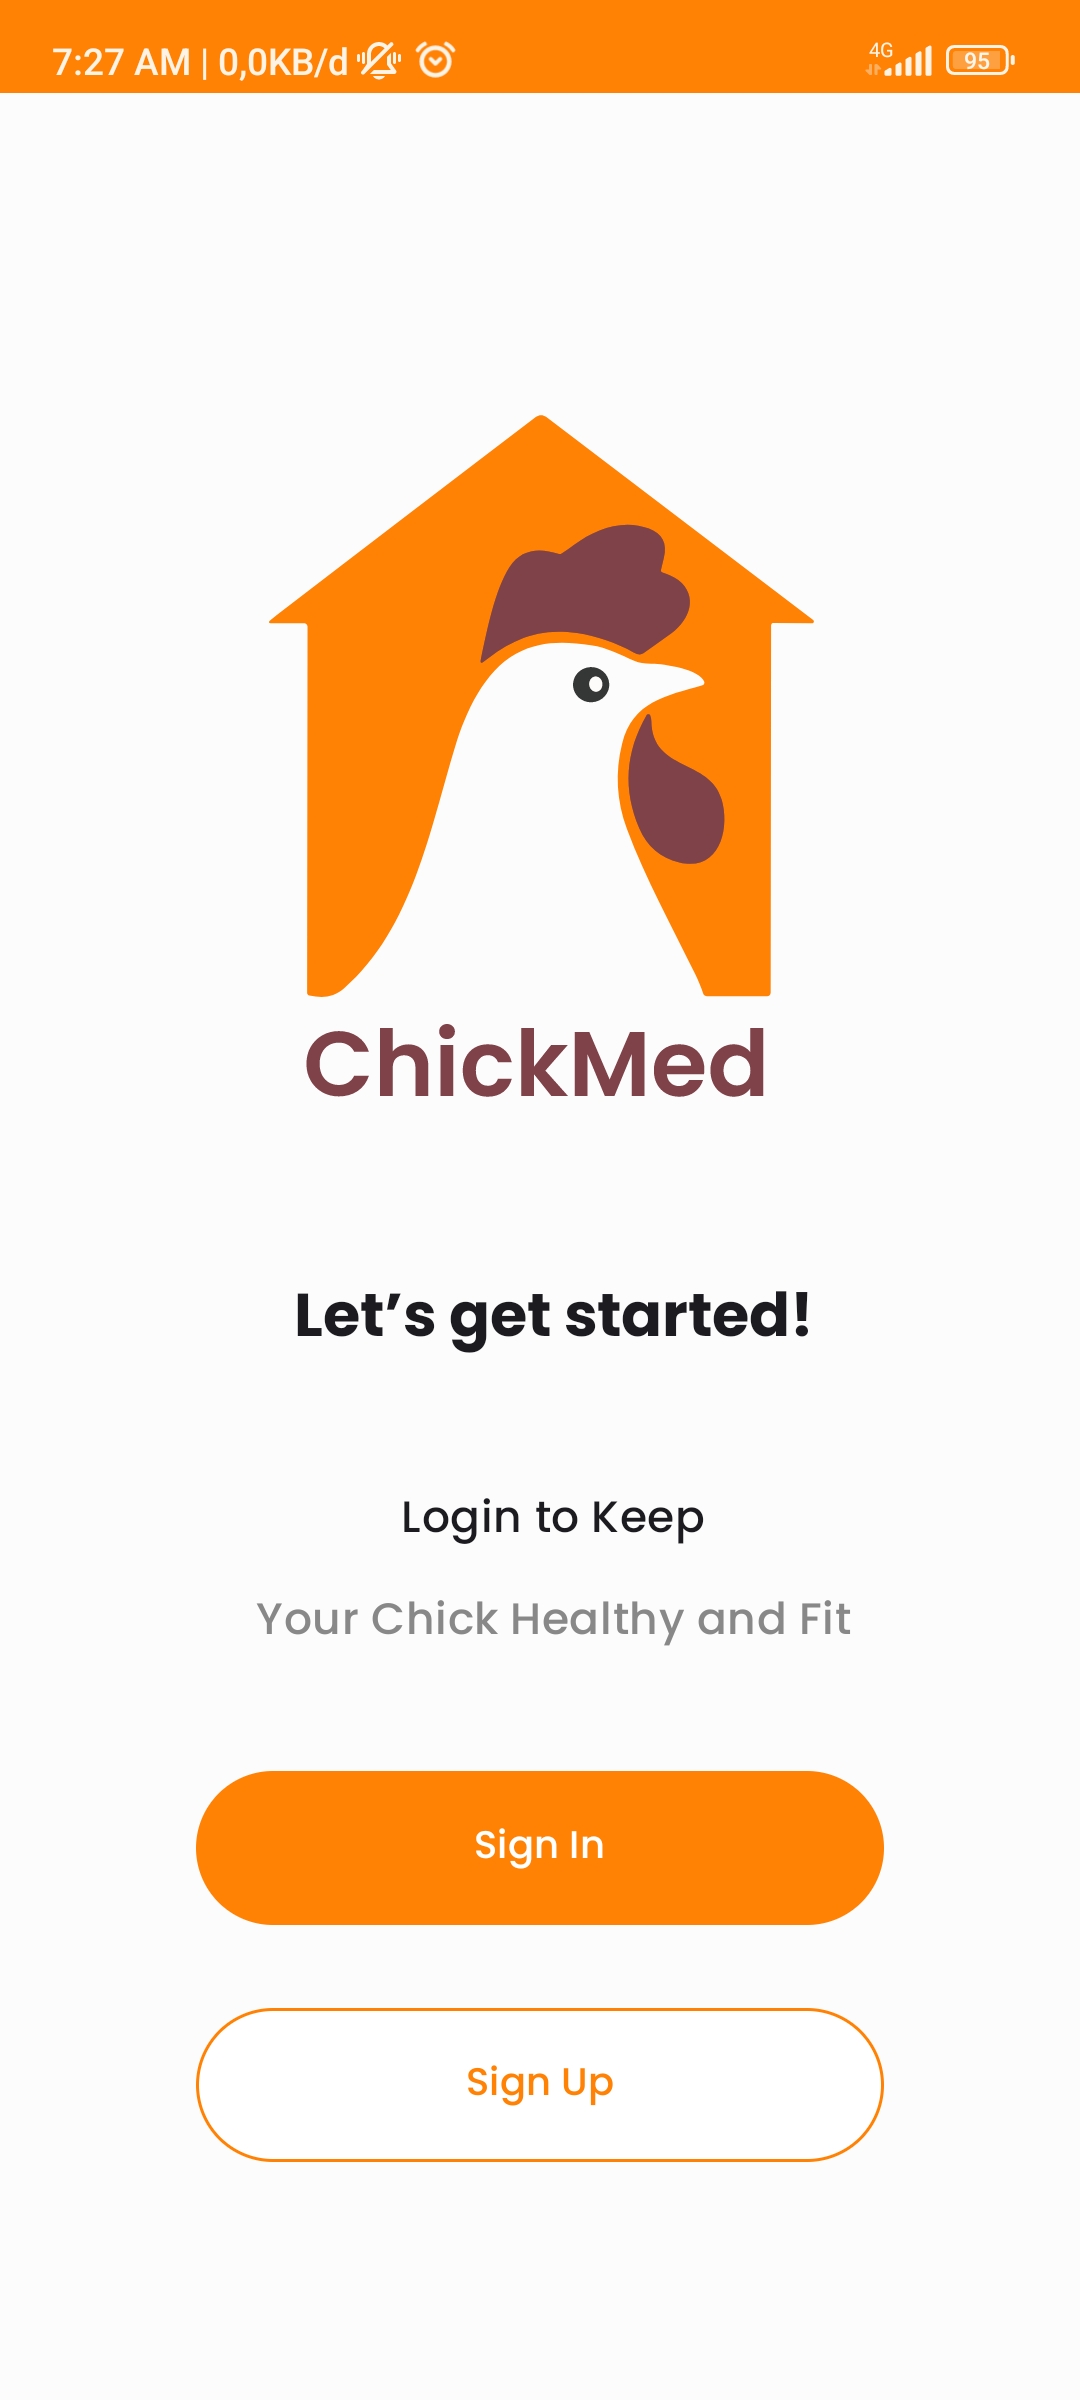 7:27 AM | 0,0KB/d
4G
95
ChickMed
Let’s get started!
Login to Keep
Your Chick Healthy and Fit
Sign In
Sign Up